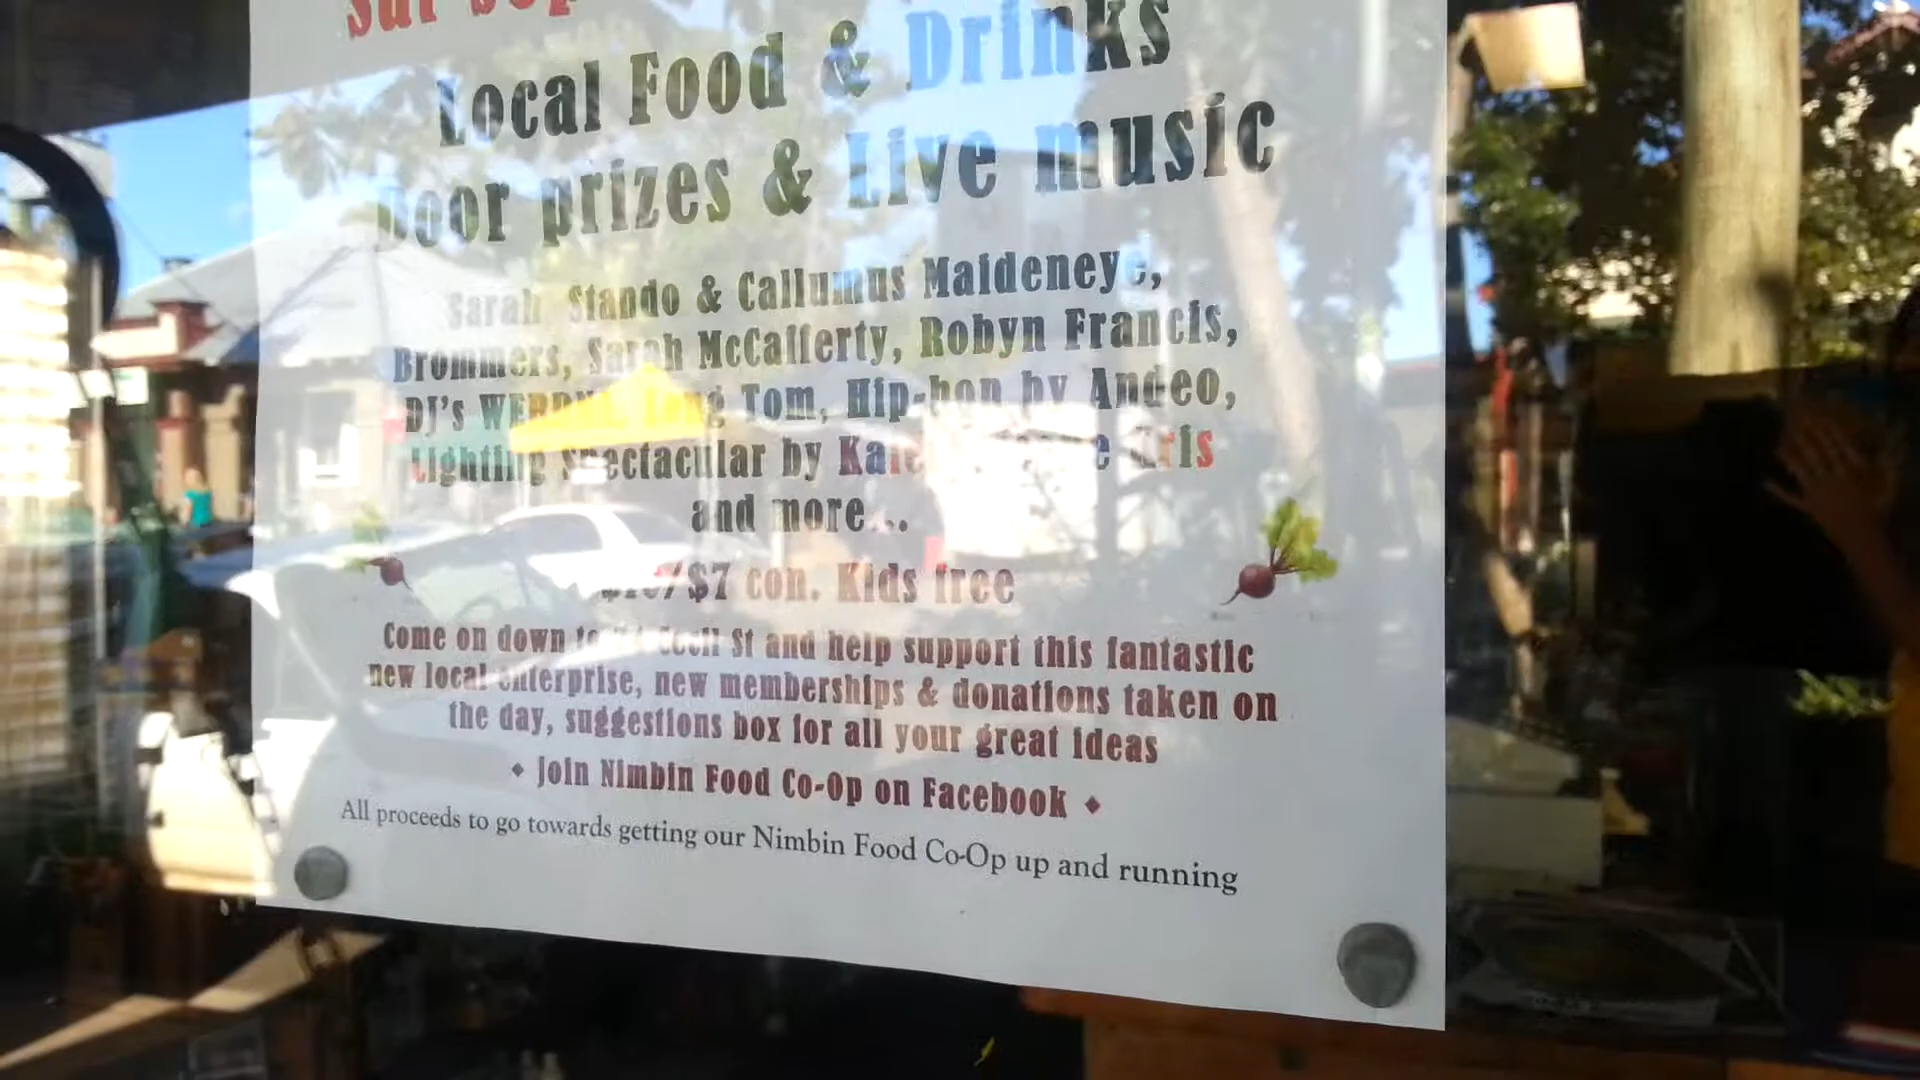 Sat Sep
Local Food & Drinks
Door prizes & Live music
Sarah Stando & Callumus Maideneye,
Brommers, Sarah McCafferty, Robyn Francis,
DJ's Tom, Hip-hop by Andeo,
Lighting Spectacular by
and more...
$7 con. Kids free
Come on down to Cecil St and help support this fantastic
new local enterprise, new memberships & donations taken on
the day, suggestions box for all your great ideas
♦ Join Nimbin Food Co-Op on Facebook ♦
All proceeds to go towards getting our Nimbin Food Co-Op up and running